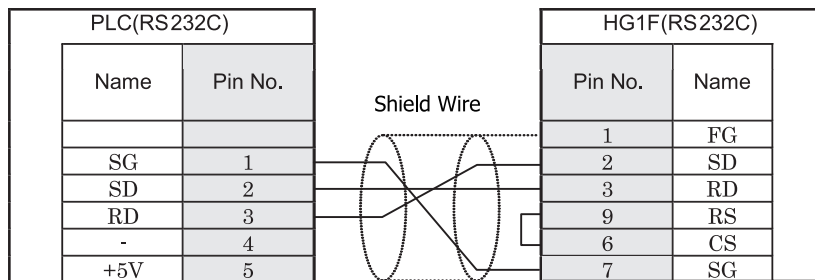 PLC(RS232C) HG1F(RS232C)
Name Pin No. Pin No. Name
Shield Wire
1 FG
SG 1 2 SD
SD 2 3 RD
RD 3 9 RS
- 4 6 CS
+5V 5 7 SG